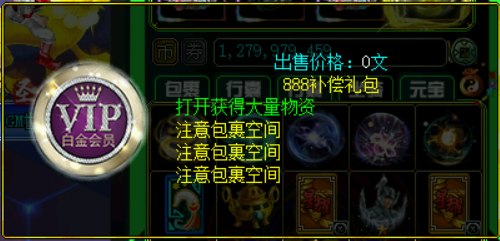 币 券 1,279,979,459
出售价格：0文
888补偿礼包
包裹 行
元宝
打开获得大量物资
VIP
白金会员
GM
注意包裹空间
注意包裹空间
注意包裹空间